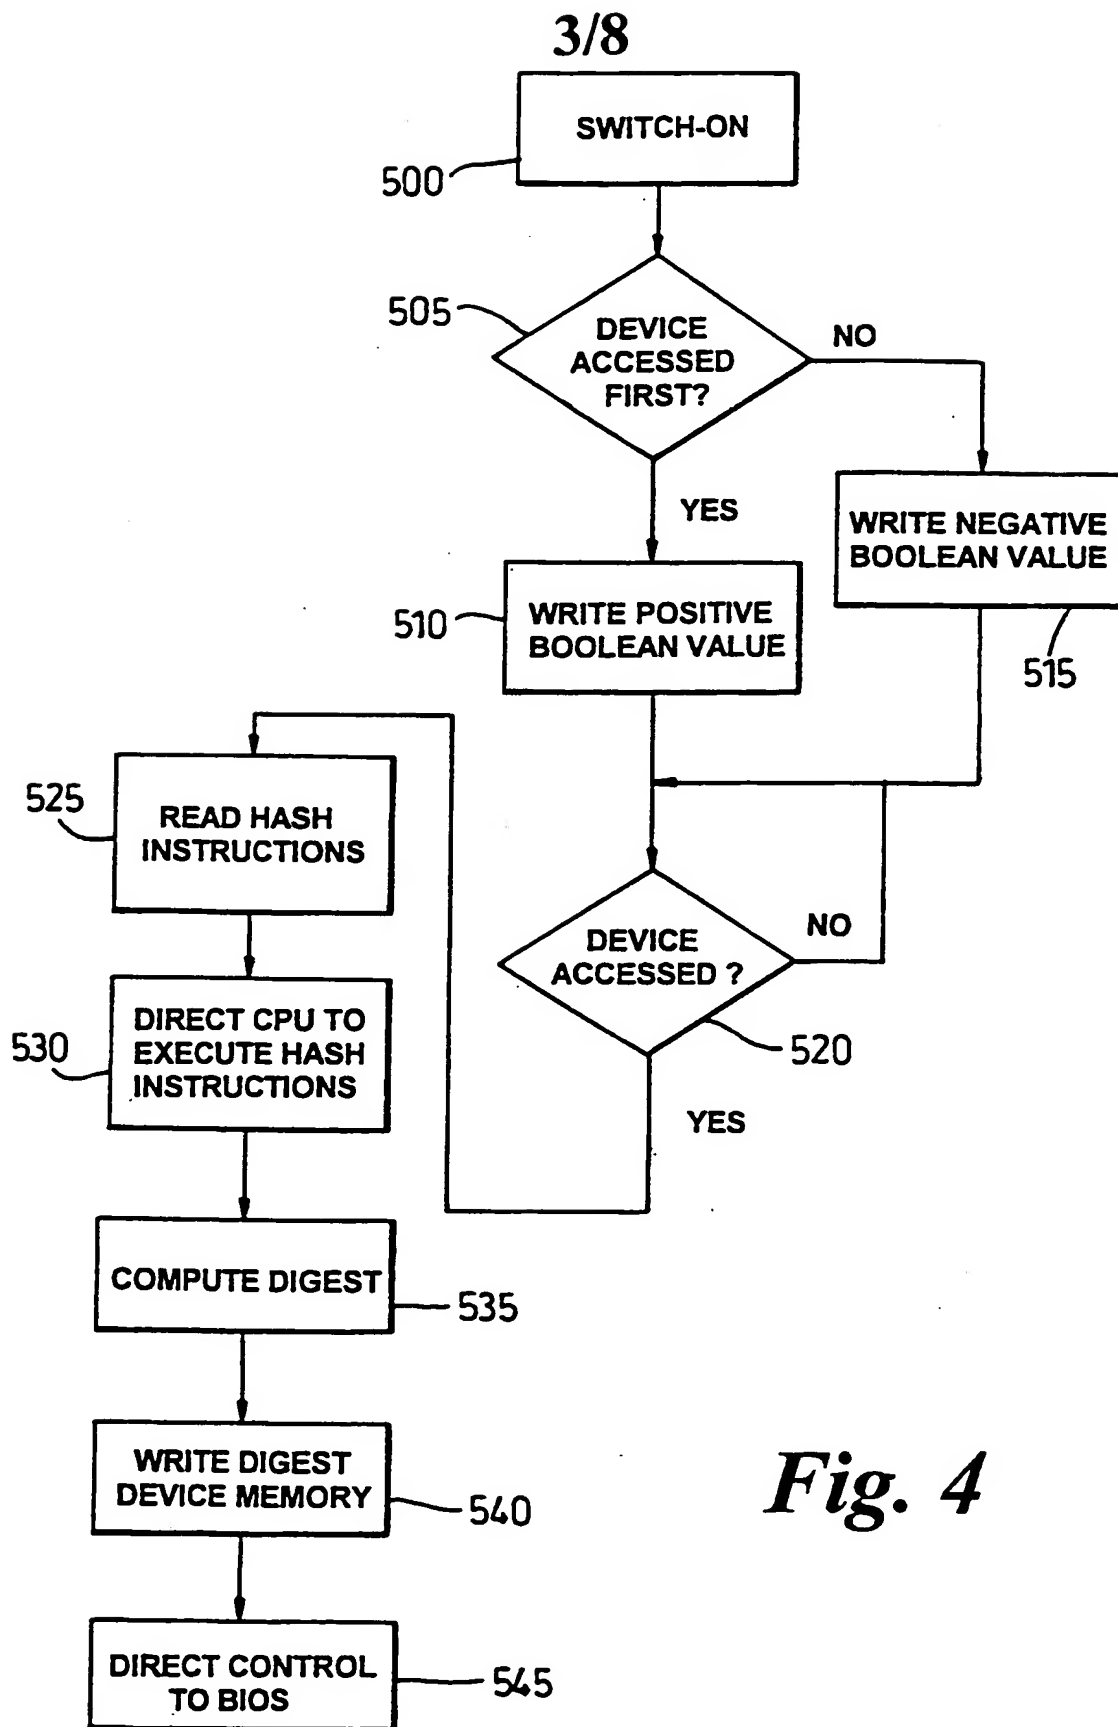 3/8
SWITCH-ON
500
505
DEVICE
ACCESSED
FIRST?
NO
YES
WRITE NEGATIVE
BOOLEAN VALUE
515
510
WRITE POSITIVE
BOOLEAN VALUE
525
READ HASH
INSTRUCTIONS
DEVICE
ACCESSED ?
NO
520
YES
530
DIRECT CPU TO
EXECUTE HASH
INSTRUCTIONS
COMPUTE DIGEST
535
WRITE DIGEST
DEVICE MEMORY
540
DIRECT CONTROL
TO BIOS
545
Fig. 4